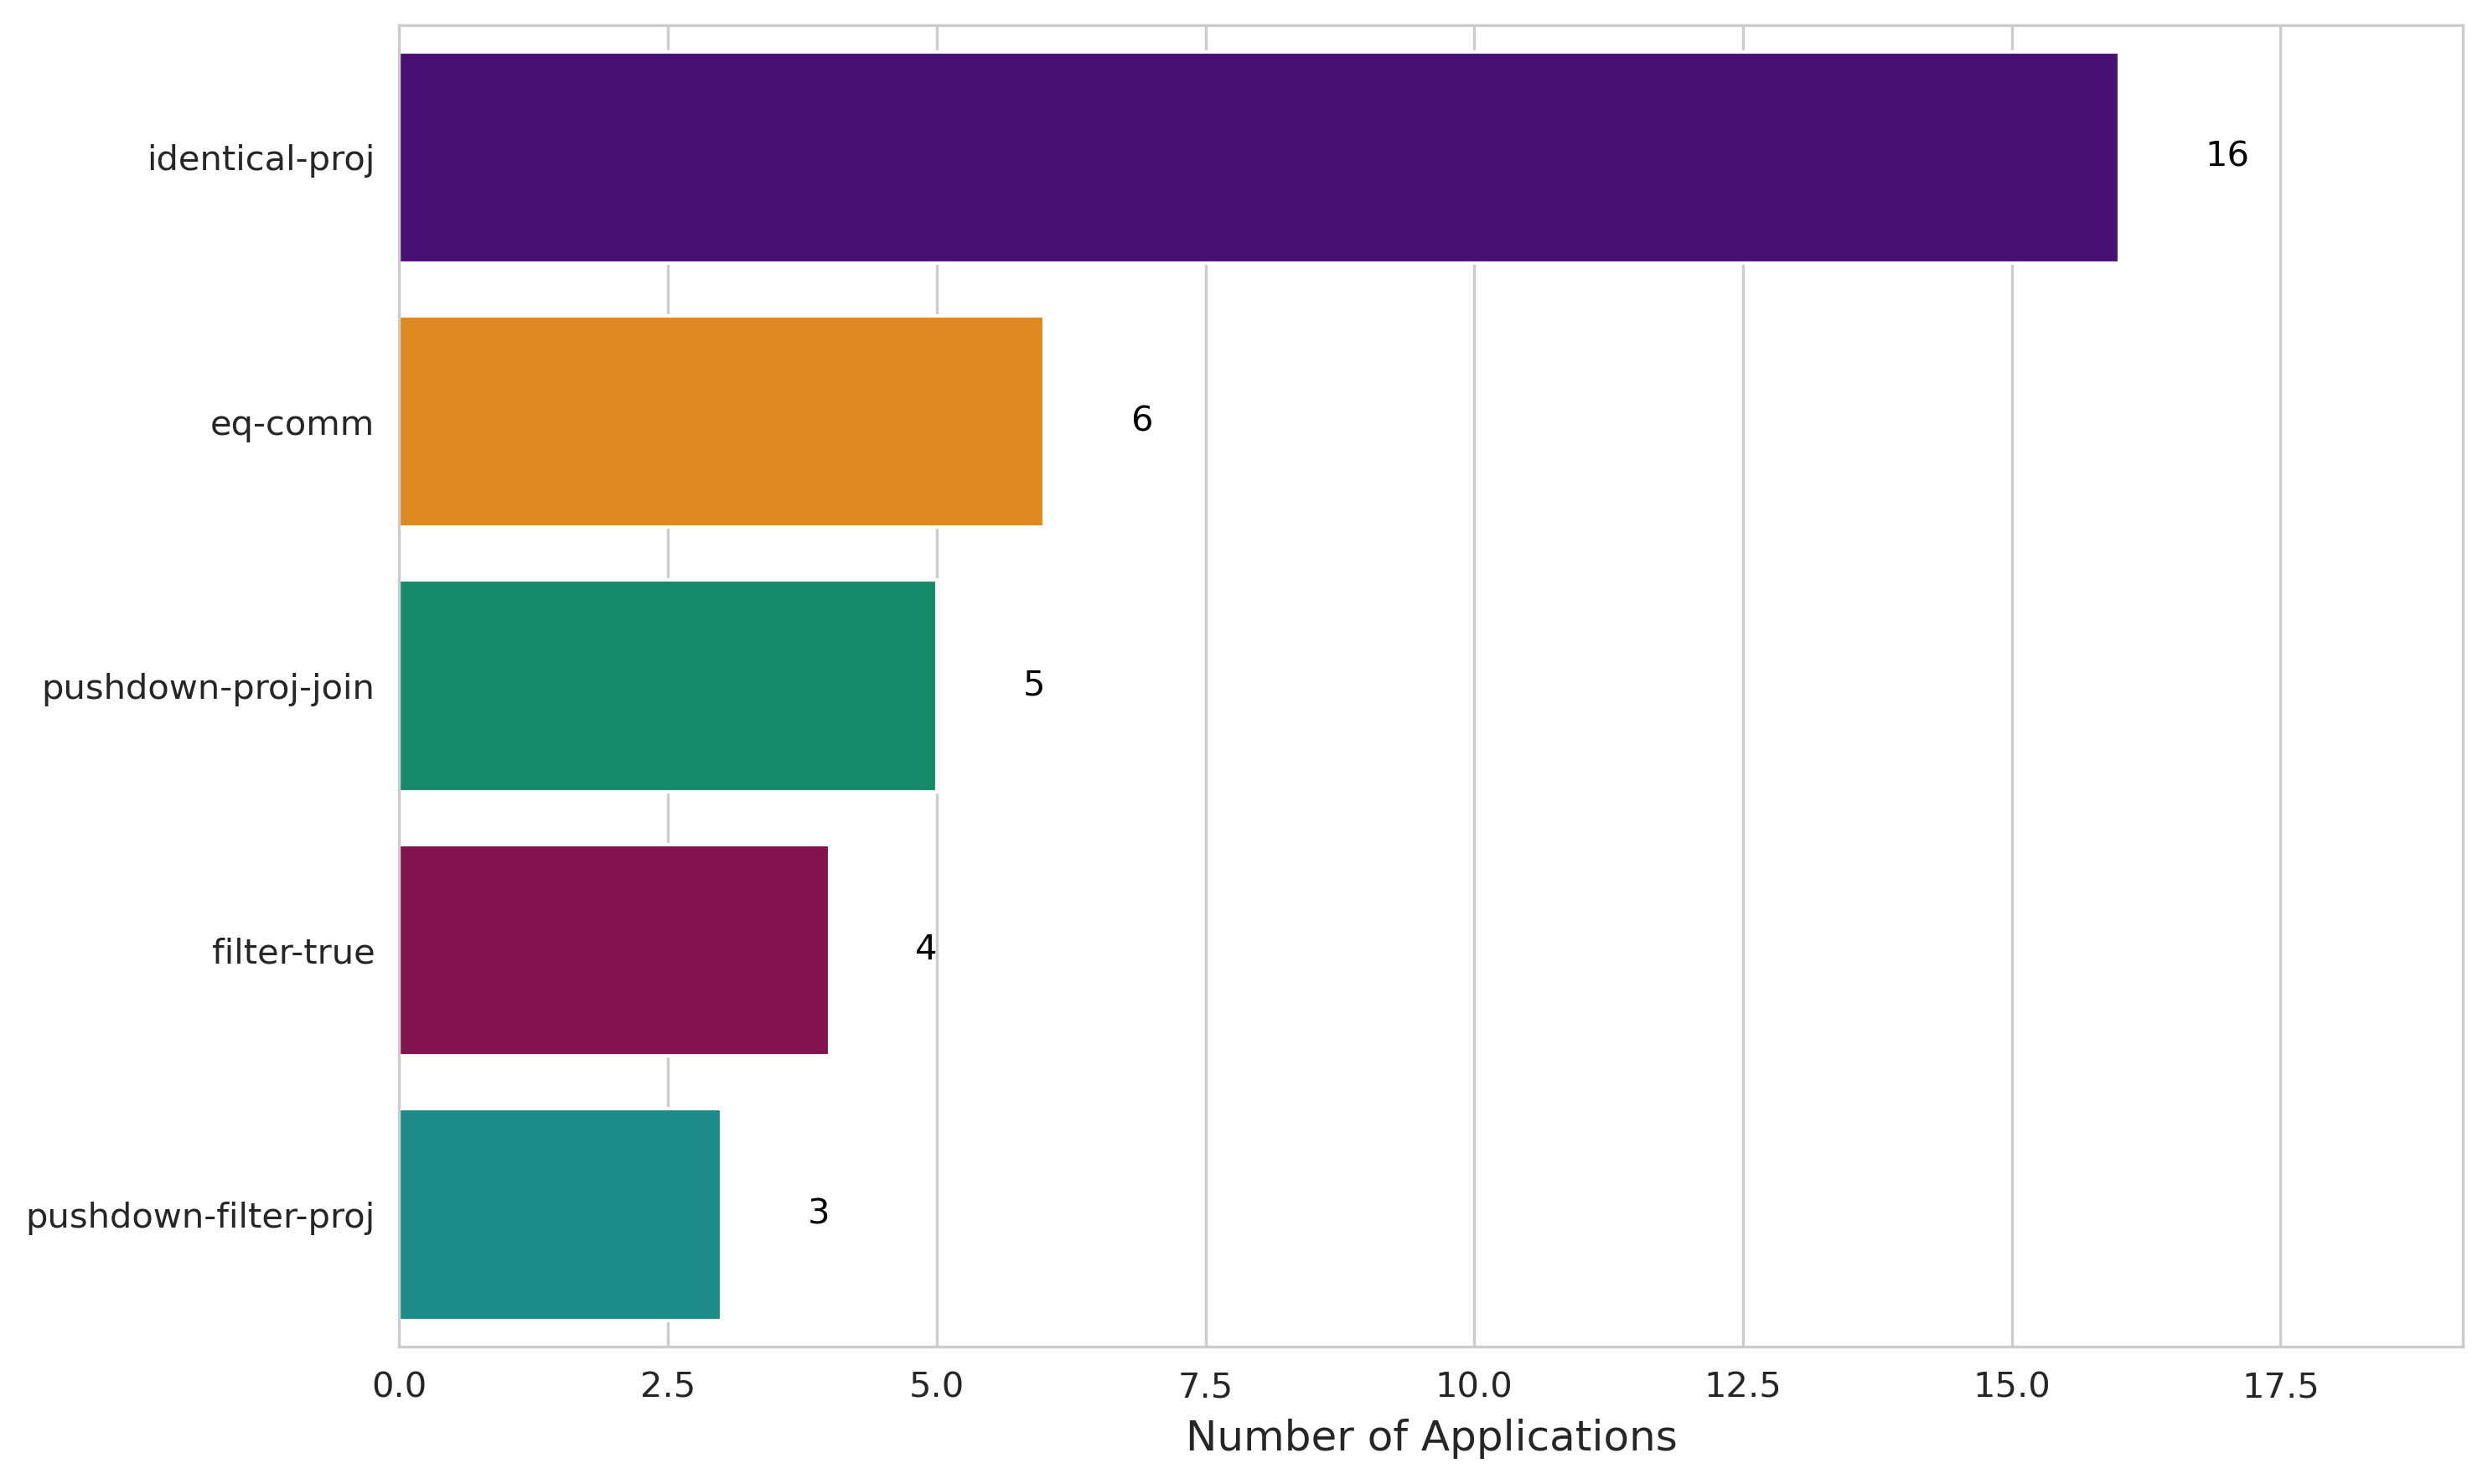 identical-proj
16
eq-comm
6
pushdown-proj-join
5
filter-true
4
pushdown-filter-proj
3
0.0 2.5 5.0 7.5 10.0 12.5 15.0 17.5
Number of Applications